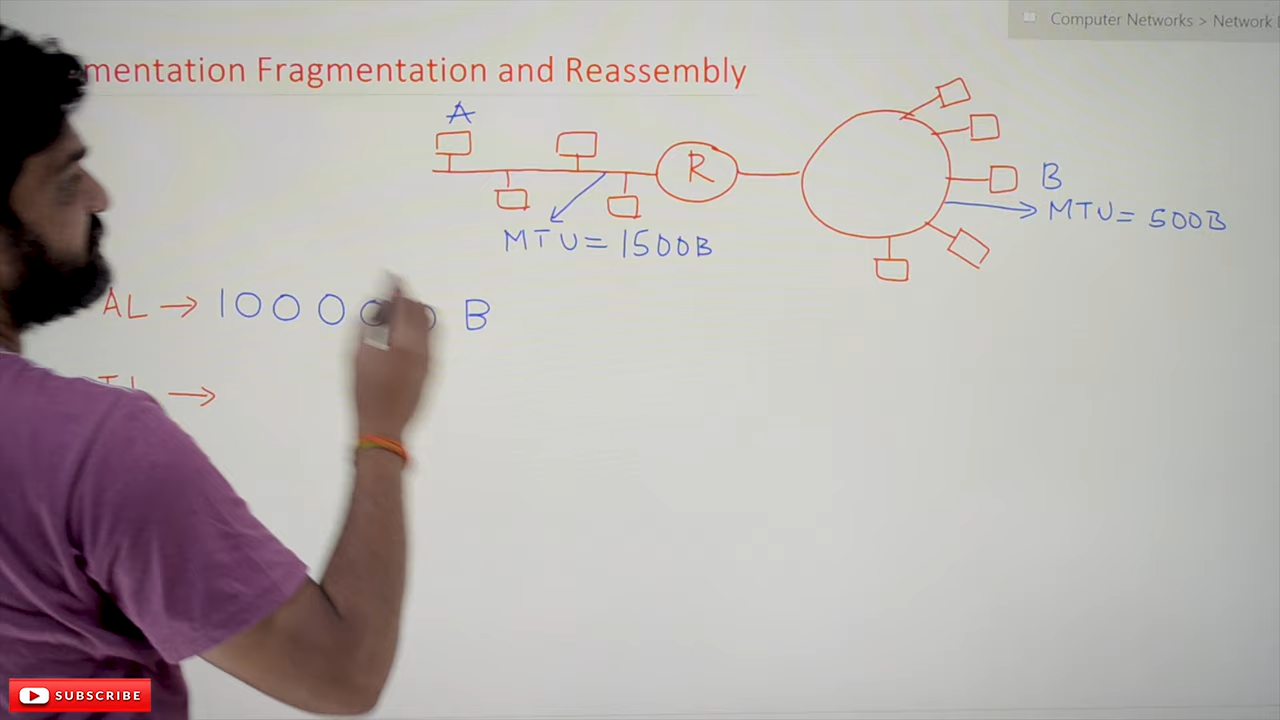 Computer Networks > Network
mentation Fragmentation and Reassembly
A
R
B
MTU = 500B
MTU = 1500B
AL → 100000 B
TL →
SUBSCRIBE